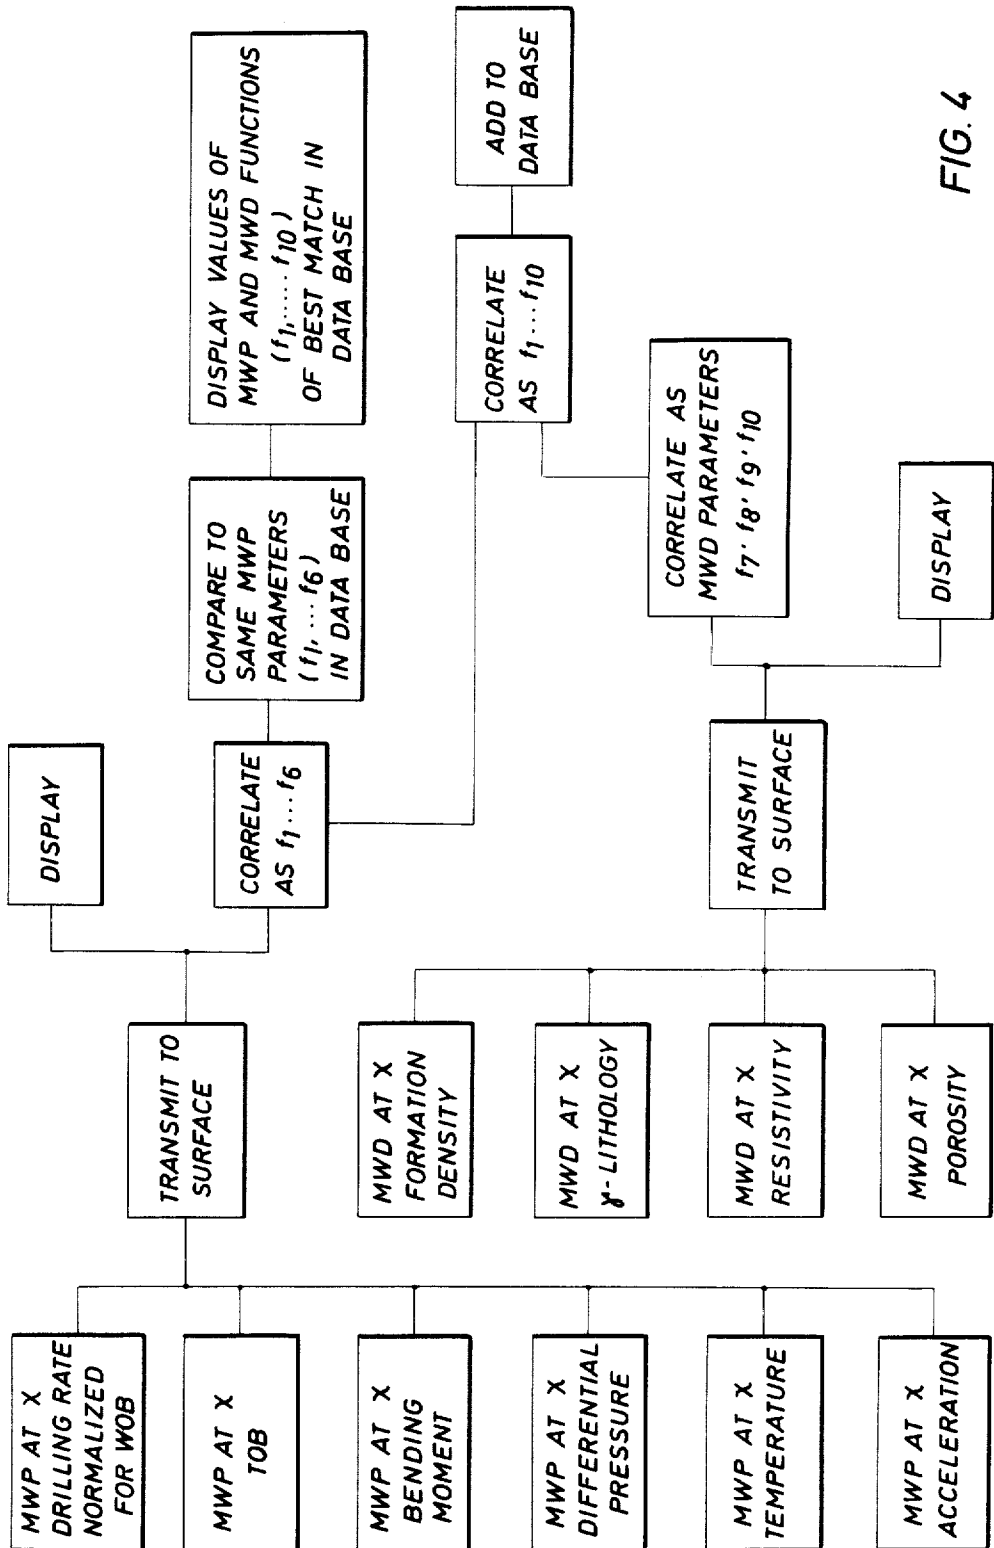 MWP AT X
DRILLING RATE
NORMALIZED
FOR WOB
MWP AT X
TOB
MWP AT X
BENDING
MOMENT
MWP AT X
DIFFERENTIAL
PRESSURE
MWP AT X
TEMPERATURE
MWP AT X
ACCELERATION
TRANSMIT TO
SURFACE
MWD AT X
FORMATION
DENSITY
MWD AT X
γ-LITHOLOGY
MWD AT X
RESISTIVITY
MWD AT X
POROSITY
DISPLAY
CORRELATE
AS f1...f6
TRANSMIT
TO SURFACE
COMPARE TO
SAME MWP
PARAMETERS
(f1,...f6)
IN DATA BASE
CORRELATE AS
MWD PARAMETERS
f7, f8, f9, f10
DISPLAY
DISPLAY VALUES OF
MWP AND MWD FUNCTIONS
(f1,....f10)
OF BEST MATCH IN
DATA BASE
CORRELATE
AS f1...f10
ADD TO
DATA BASE
FIG. 4